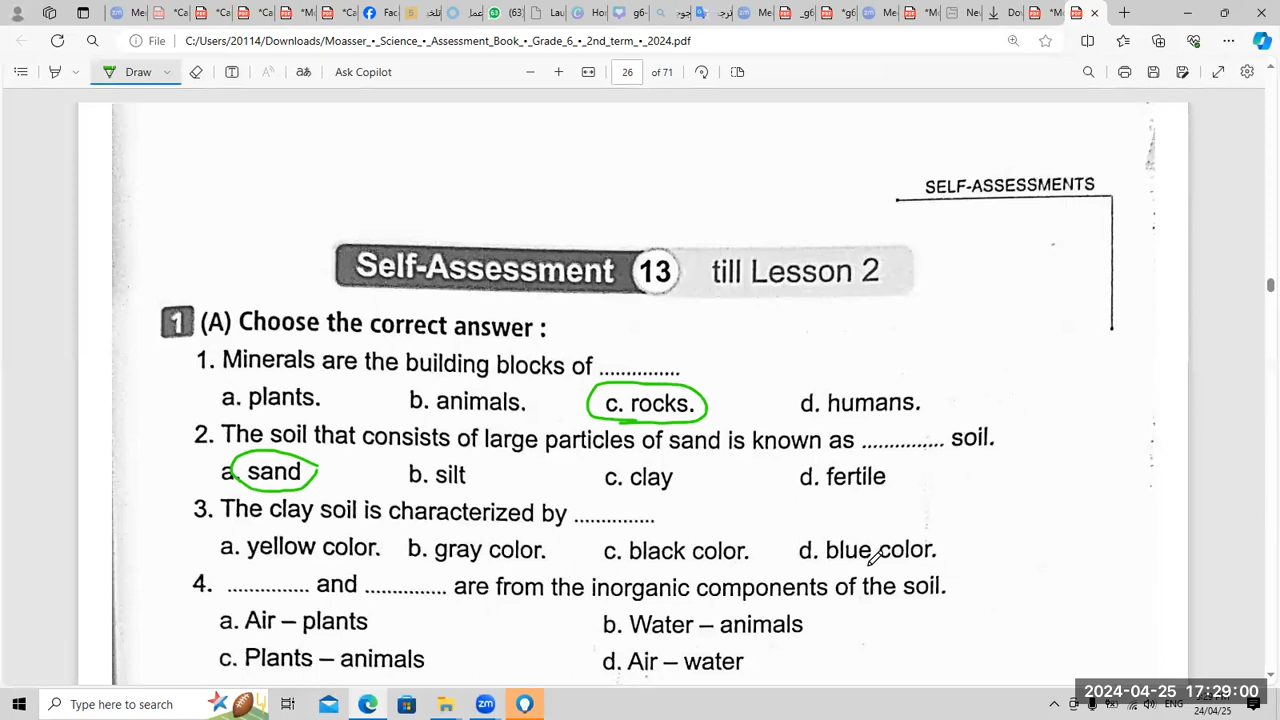 File
C:/Users/20114/Downloads/Moasser_•_Science_•_Assessment_Book_•_Grade_6_•_2nd_term_•_2024.pdf
Draw
Ask Copilot
26 of 71
SELF-ASSESSMENTS
Self-Assessment 13 till Lesson 2
1 (A) Choose the correct answer :
1. Minerals are the building blocks of ...............
a. plants. b. animals. c. rocks. d. humans.
2. The soil that consists of large particles of sand is known as ............... soil.
a. sand b. silt c. clay d. fertile
3. The clay soil is characterized by ...............
a. yellow color. b. gray color. c. black color. d. blue color.
4. ............... and ............... are from the inorganic components of the soil.
a. Air – plants b. Water – animals
c. Plants – animals d. Air – water
2024-04-25 17:29:00
Type here to search
ENG
24/04/25